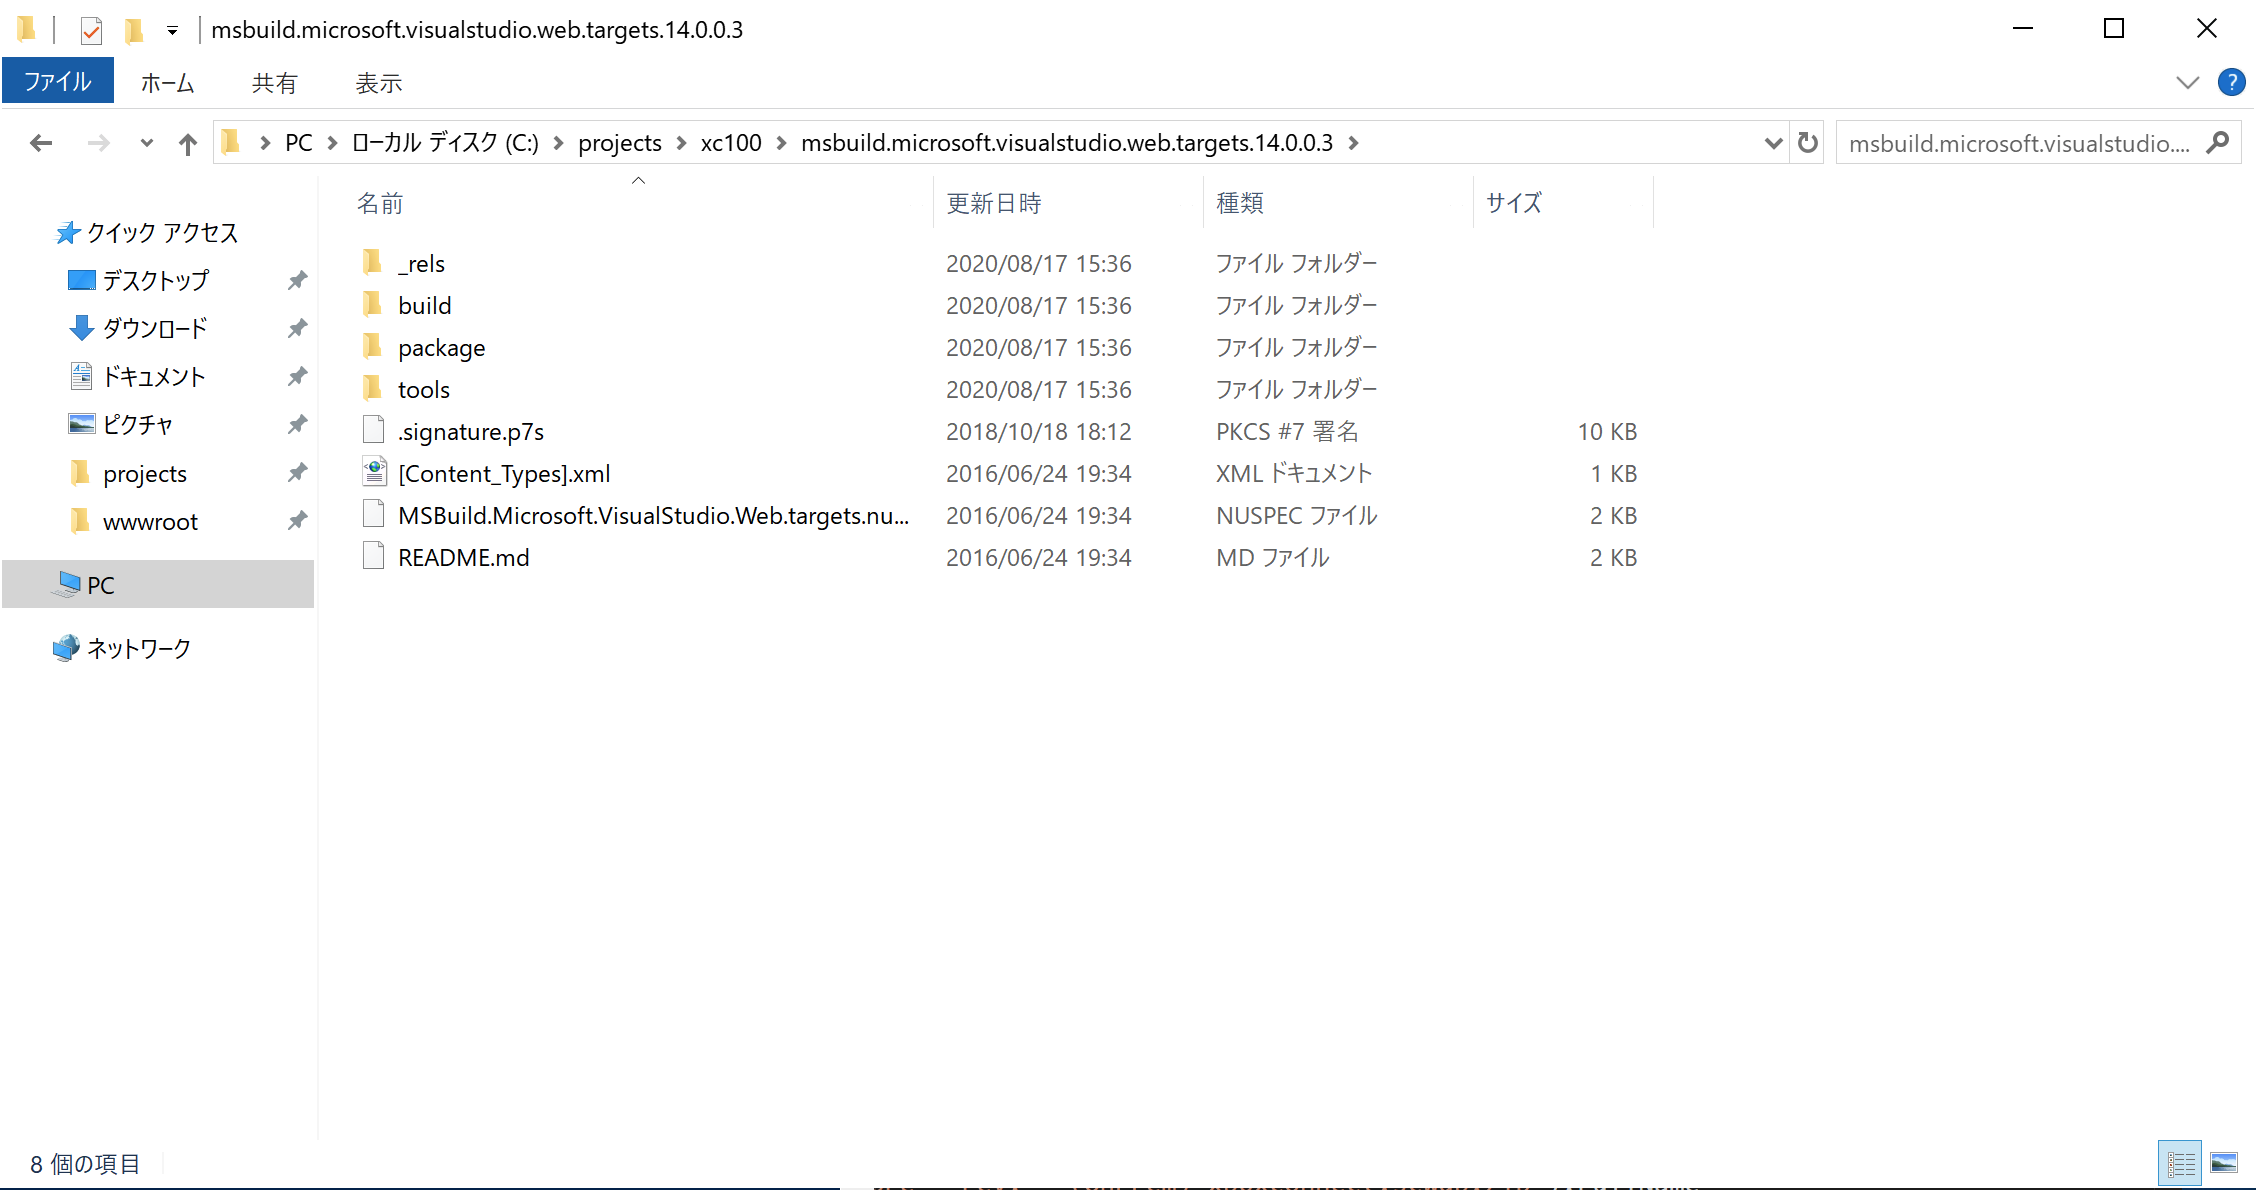 msbuild.microsoft.visualstudio.web.targets.14.0.0.3
ファイル ホーム 共有 表示
PC ローカル ディスク (C:) projects xc100 msbuild.microsoft.visualstudio.web.targets.14.0.0.3 msbuild.microsoft.visualstudio....
名前 更新日時 種類 サイズ
クイック アクセス
デスクトップ
ダウンロード
ドキュメント
ピクチャ
projects
wwwroot
PC
ネットワーク
_rels 2020/08/17 15:36 ファイル フォルダー
build 2020/08/17 15:36 ファイル フォルダー
package 2020/08/17 15:36 ファイル フォルダー
tools 2020/08/17 15:36 ファイル フォルダー
.signature.p7s 2018/10/18 18:12 PKCS #7 署名 10 KB
[Content_Types].xml 2016/06/24 19:34 XML ドキュメント 1 KB
MSBuild.Microsoft.VisualStudio.Web.targets.nu... 2016/06/24 19:34 NUSPEC ファイル 2 KB
README.md 2016/06/24 19:34 MD ファイル 2 KB
8 個の項目